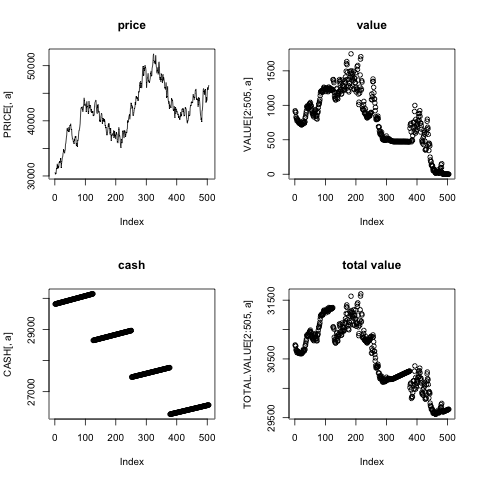 price
PRICE[, a]
30000 40000 50000
0 100 200 300 400 500
Index
value
VALUE[2:505, a]
0 500 1000 1500
0 100 200 300 400 500
Index
cash
CASH[, a]
27000 29000
0 100 200 300 400 500
Index
total value
TOTAL.VALUE[2:505, a]
29500 30500 31500
0 100 200 300 400 500
Index